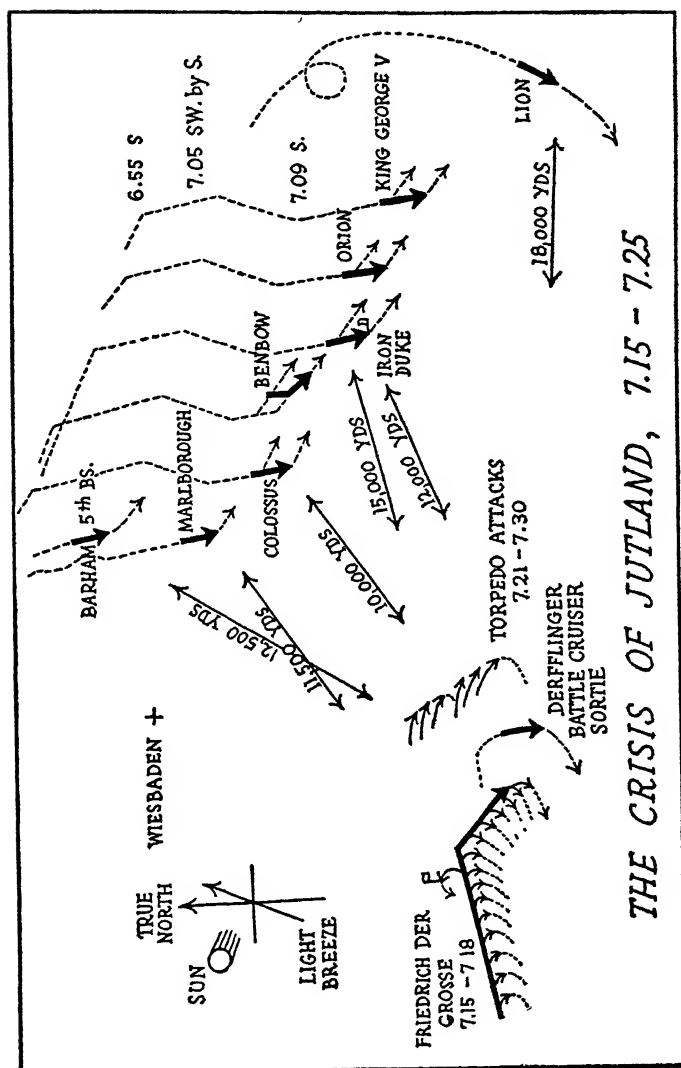 6.55 S
7.05 SW. by S.
7.09 S.
KING GEORGE V
LION
18,000 YDS
ORION
BENBOW
IRON
DUKE
MARLBOROUGH
5th BS.
BARHAM
COLOSSUS
15,000 YDS
12,000 YDS
10,000 YDS
12,500 YDS
11,500 YDS
TORPEDO ATTACKS
7.21 - 7.30
DERFFLINGER
BATTLE CRUISER
SORTIE
WIESBADEN +
TRUE
NORTH
SUN
LIGHT
BREEZE
FRIEDRICH DER
GROSSE
7.15 - 7 18
THE CRISIS OF JUTLAND, 7.15 - 7.25